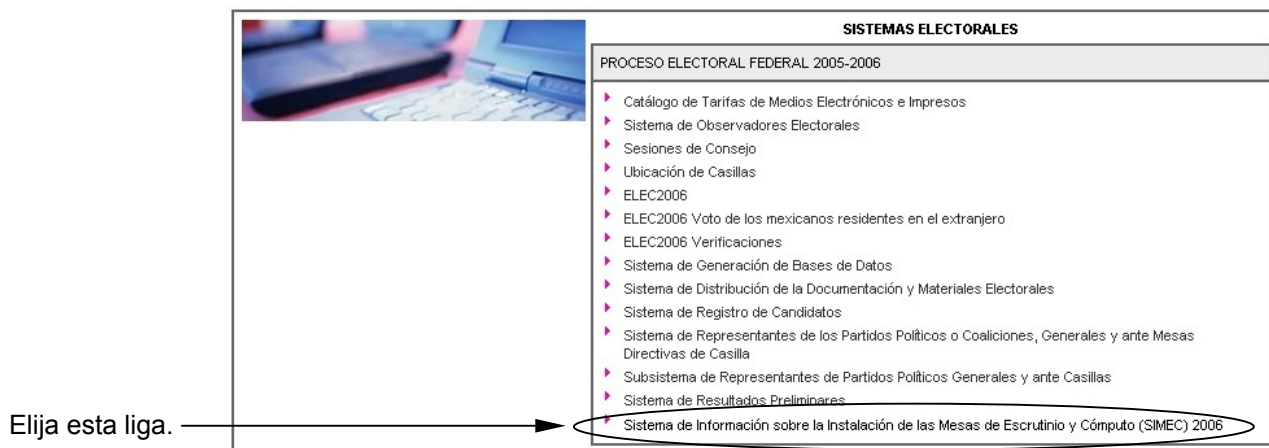 SISTEMAS ELECTORALES
PROCESO ELECTORAL FEDERAL 2005-2006
Catálogo de Tarifas de Medios Electrónicos e Impresos
Sistema de Observadores Electorales
Sesiones de Consejo
Ubicación de Casillas
ELEC2006
ELEC2006 Voto de los mexicanos residentes en el extranjero
ELEC2006 Verificaciones
Sistema de Generación de Bases de Datos
Sistema de Distribución de la Documentación y Materiales Electorales
Sistema de Registro de Candidatos
Sistema de Representantes de los Partidos Políticos o Coaliciones, Generales y ante Mesas
Directivas de Casilla
Subsistema de Representantes de Partidos Políticos Generales y ante Casillas
Sistema de Resultados Preliminares
Elija esta liga.
Sistema de Información sobre la Instalación de las Mesas de Escrutinio y Cómputo (SIMEC) 2006